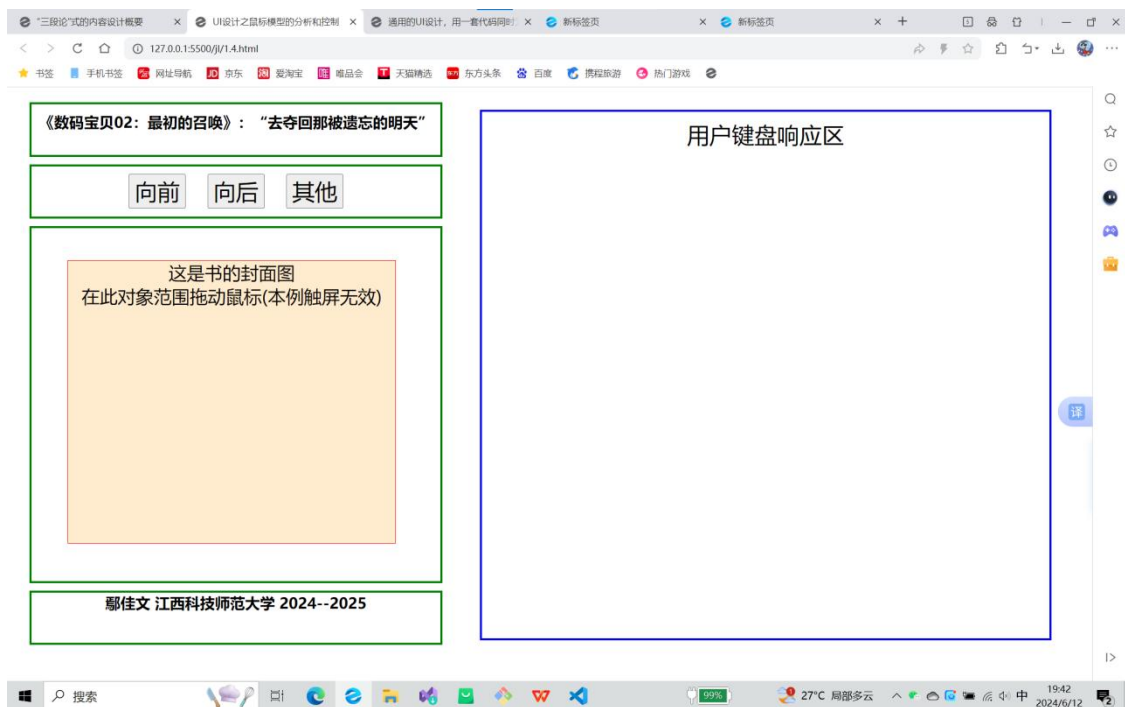 "三段论"式的内容设计概要
UI设计之鼠标模型的分析和控制
通用的UI设计，用一套代码同时
新标签页
新标签页
127.0.0.1:5500/jl/1.4.html
书签 手机书签 网址导航 京东 爱淘宝 唯品会 天猫精选 东方头条 百度 携程旅游 热门游戏
《数码宝贝02：最初的召唤》：“去夺回那被遗忘的明天”
向前 向后 其他
这是书的封面图
在此对象范围拖动鼠标(本例触屏无效)
鄢佳文 江西科技师范大学 2024--2025
用户键盘响应区
译
搜索
99%
27°C 局部多云
中
19:42
2024/6/12